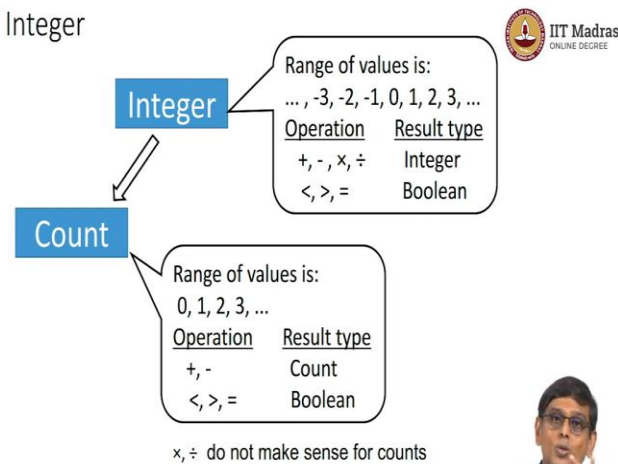 Integer
IIT Madras
ONLINE DEGREE
Integer
Range of values is:
... , -3, -2, -1, 0, 1, 2, 3, ...
Operation Result type
+, - , ×, ÷ Integer
<, >, = Boolean
Count
Range of values is:
0, 1, 2, 3, ...
Operation Result type
+, - Count
<, >, = Boolean
×, ÷ do not make sense for counts